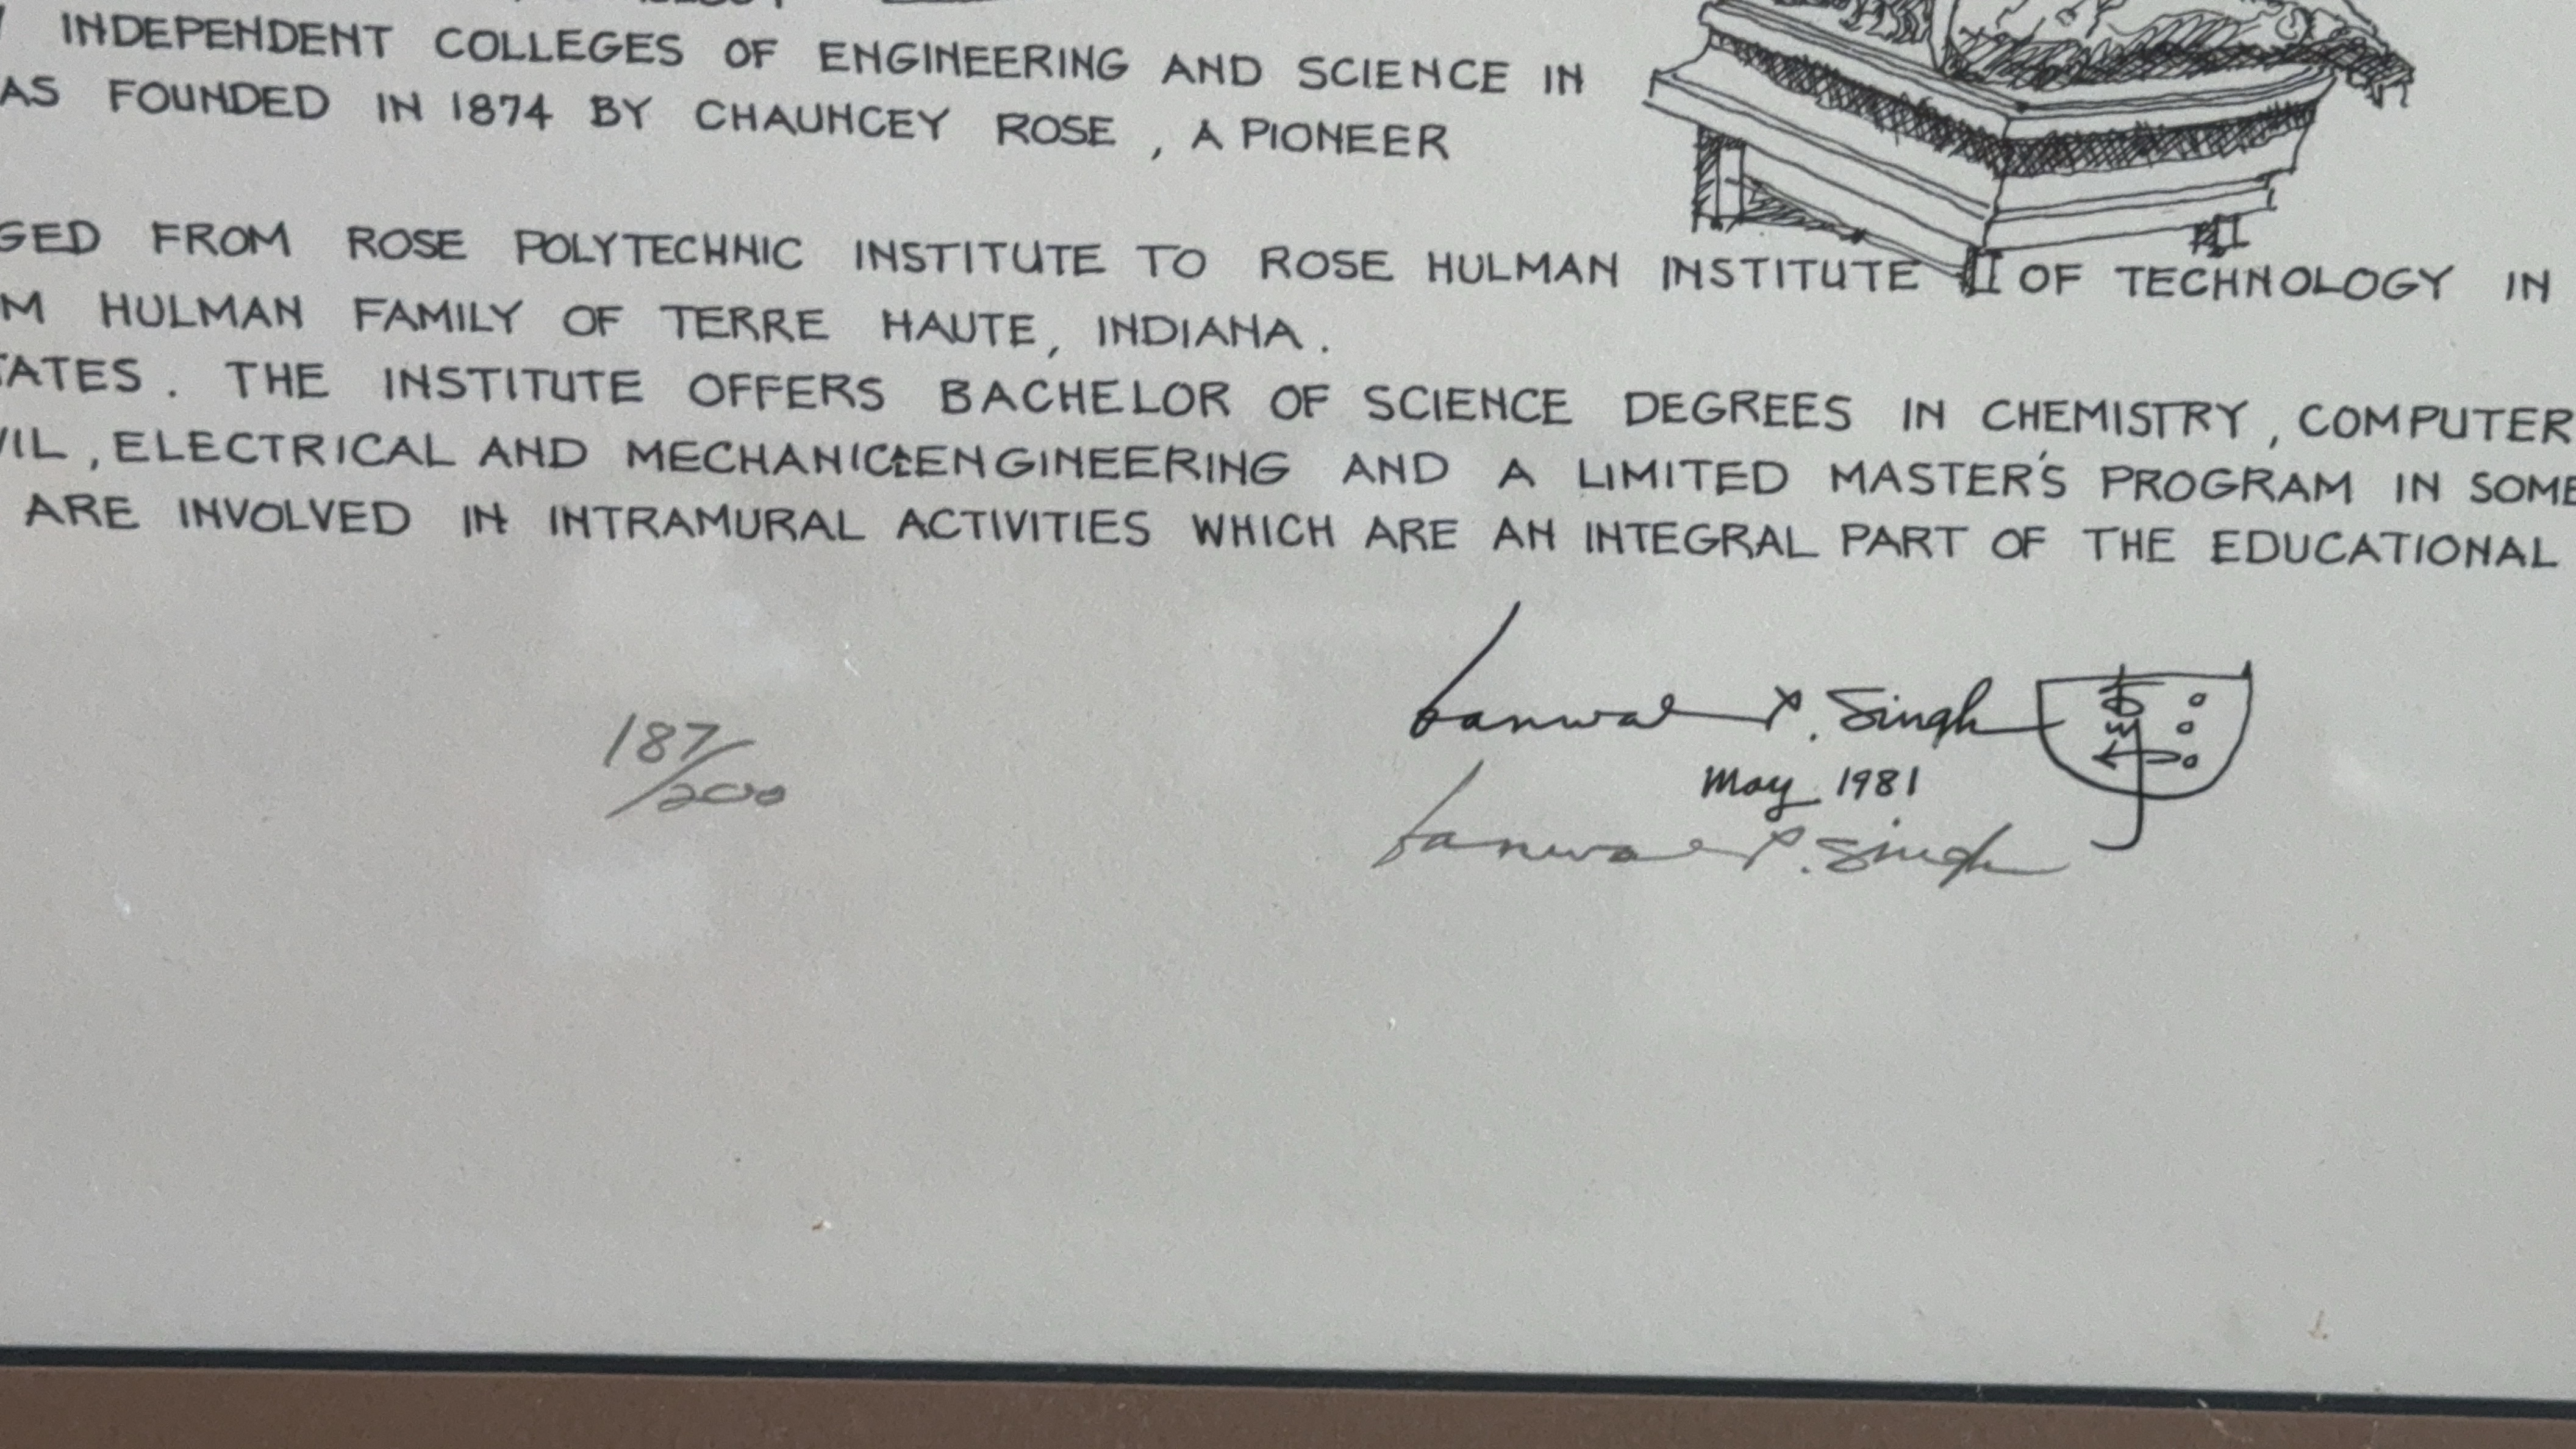 INDEPENDENT COLLEGES OF ENGINEERING AND SCIENCE IN
AS FOUNDED IN 1874 BY CHAUNCEY ROSE, A PIONEER
GED FROM ROSE POLYTECHNIC INSTITUTE TO ROSE HULMAN INSTITUTE OF TECHNOLOGY IN
M HULMAN FAMILY OF TERRE HAUTE, INDIANA.
TATES. THE INSTITUTE OFFERS BACHELOR OF SCIENCE DEGREES IN CHEMISTRY, COMPUTER
VIL, ELECTRICAL AND MECHANICAL ENGINEERING AND A LIMITED MASTER'S PROGRAM IN SOME
ARE INVOLVED IN INTRAMURAL ACTIVITIES WHICH ARE AN INTEGRAL PART OF THE EDUCATIONAL
187/200
P. Singh
May 1981
P. Singh